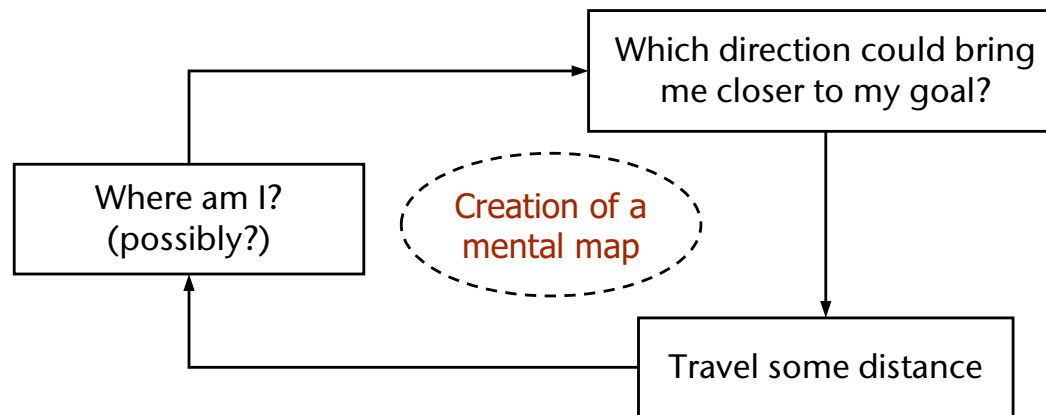 Which direction could bring
me closer to my goal?
Where am I?
(possibly?)
Creation of a
mental map
Travel some distance